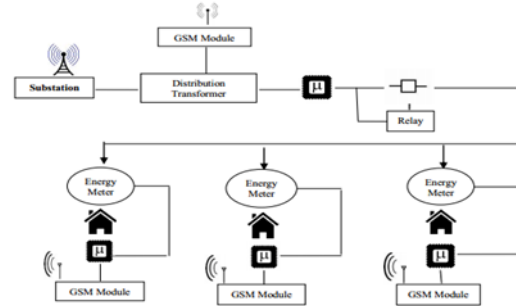 GSM Module
Substation
Distribution
Transformer
μ
Relay
Energy
Meter
Energy
Meter
Energy
Meter
μ
μ
μ
GSM Module
GSM Module
GSM Module